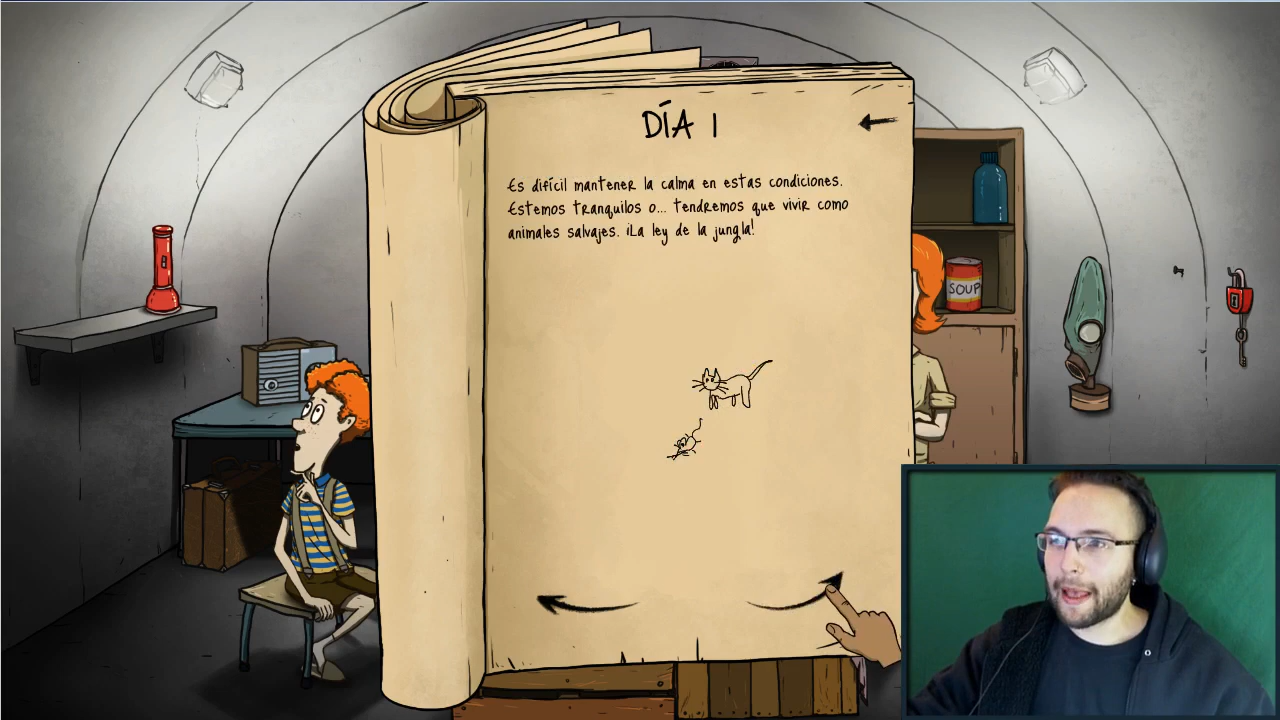 DÍA 1
Es difícil mantener la calma en estas condiciones.
Estemos tranquilos o... tendremos que vivir como
animales salvajes. ¡La ley de la jungla!
SOUP